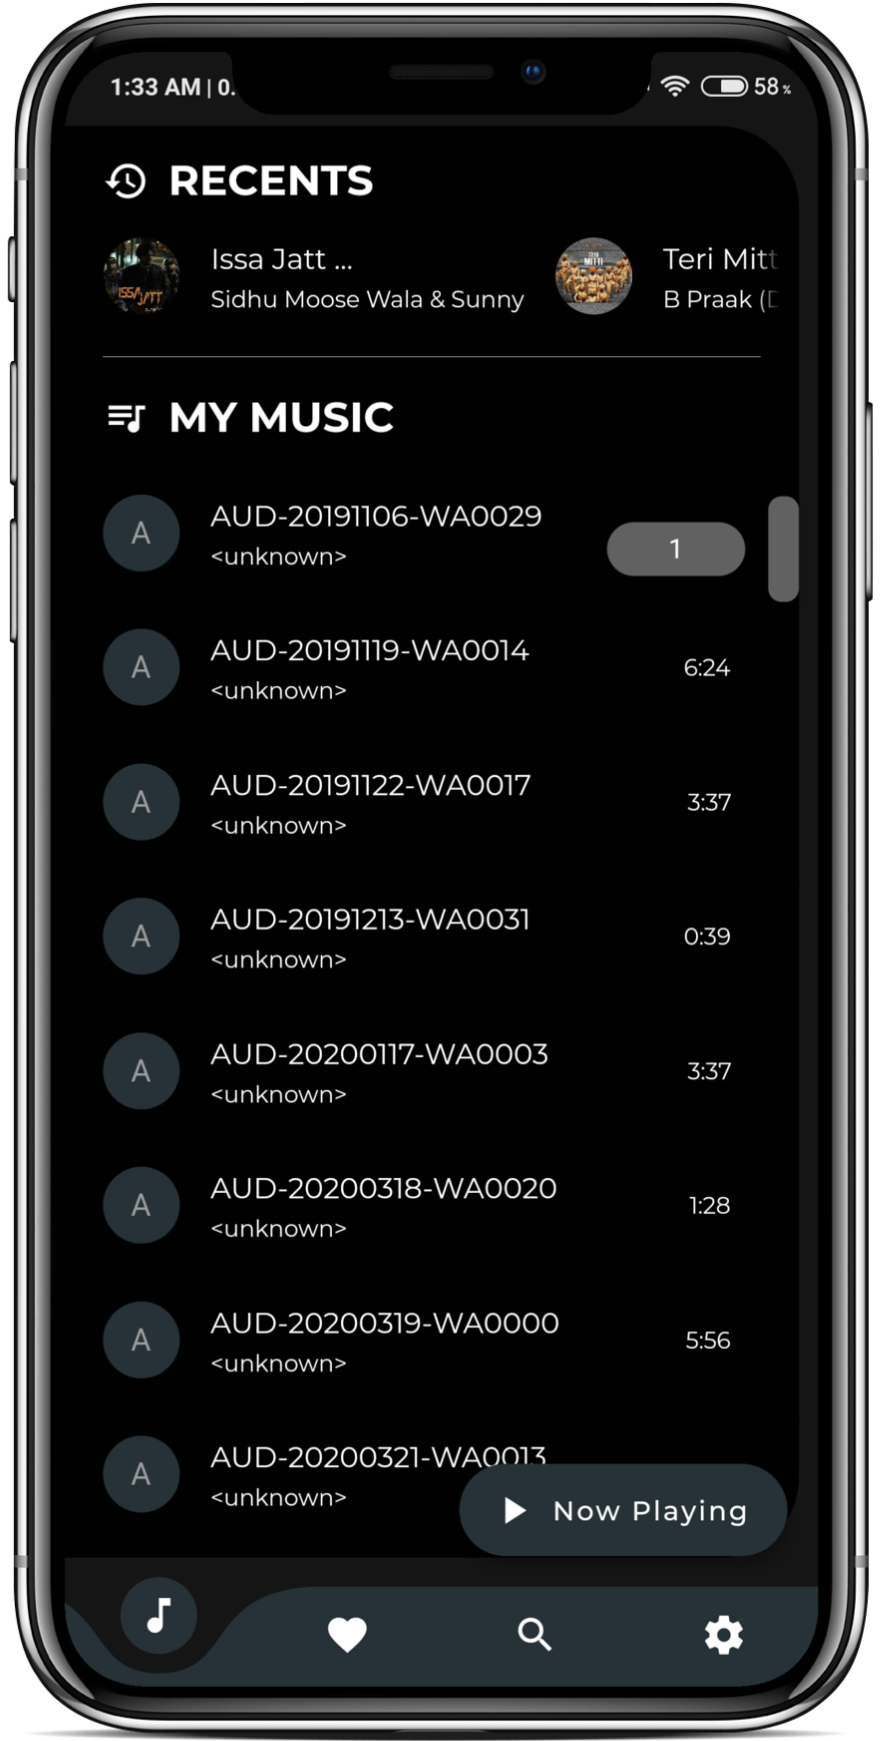 1:33 AM | 0.
58 %
RECENTS
Issa Jatt ...
Sidhu Moose Wala & Sunny
Teri Mitt
B Praak (D
MY MUSIC
A
AUD-20191106-WA0029
<unknown>
1
A
AUD-20191119-WA0014
<unknown>
6:24
A
AUD-20191122-WA0017
<unknown>
3:37
A
AUD-20191213-WA0031
<unknown>
0:39
A
AUD-20200117-WA0003
<unknown>
3:37
A
AUD-20200318-WA0020
<unknown>
1:28
A
AUD-20200319-WA0000
<unknown>
5:56
A
AUD-20200321-WA0013
<unknown>
Now Playing